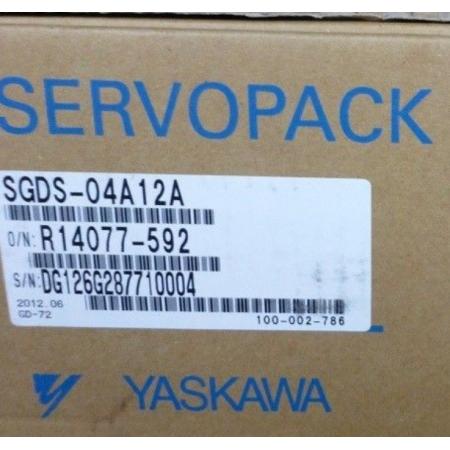 SERVOPACK
SGDS-04A12A
O/N: R14077-592
S/N: DG126G287710004
2012.06
GD-72
100-002-786
YASKAWA